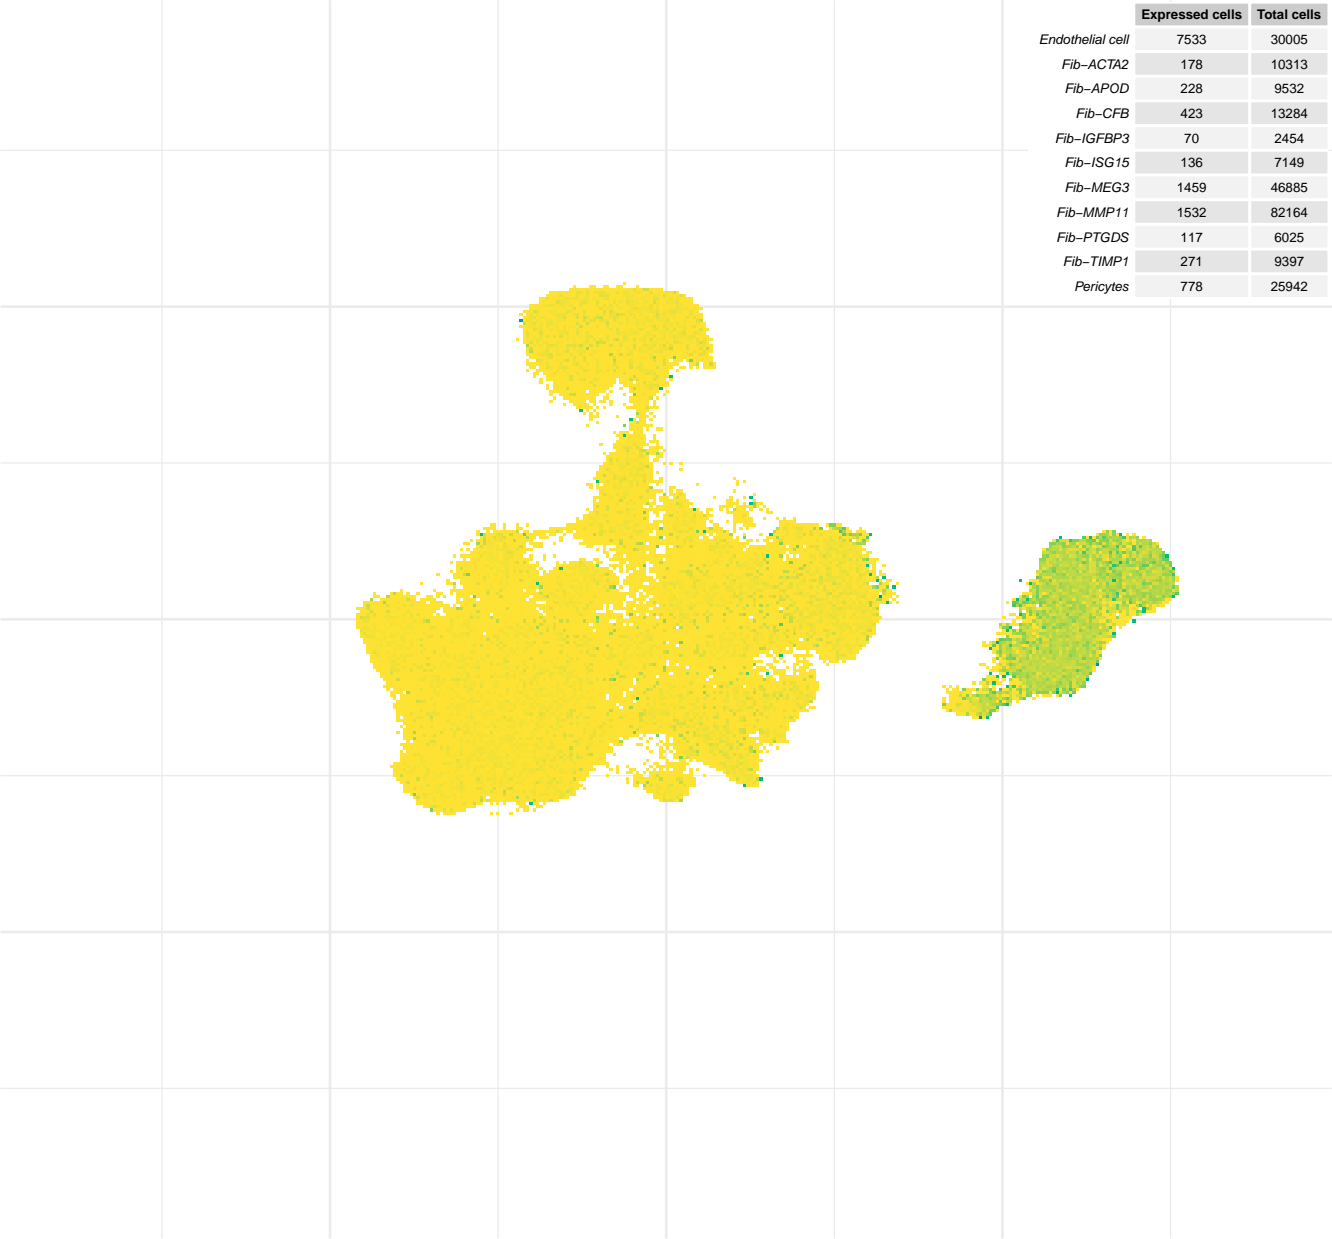 Expressed cells Total cells
Endothelial cell 7533 30005
Fib−ACTA2 178 10313
Fib−APOD 228 9532
Fib−CFB 423 13284
Fib−IGFBP3 70 2454
Fib−ISG15 136 7149
Fib−MEG3 1459 46885
Fib−MMP11 1532 82164
Fib−PTGDS 117 6025
Fib−TIMP1 271 9397
Pericytes 778 25942